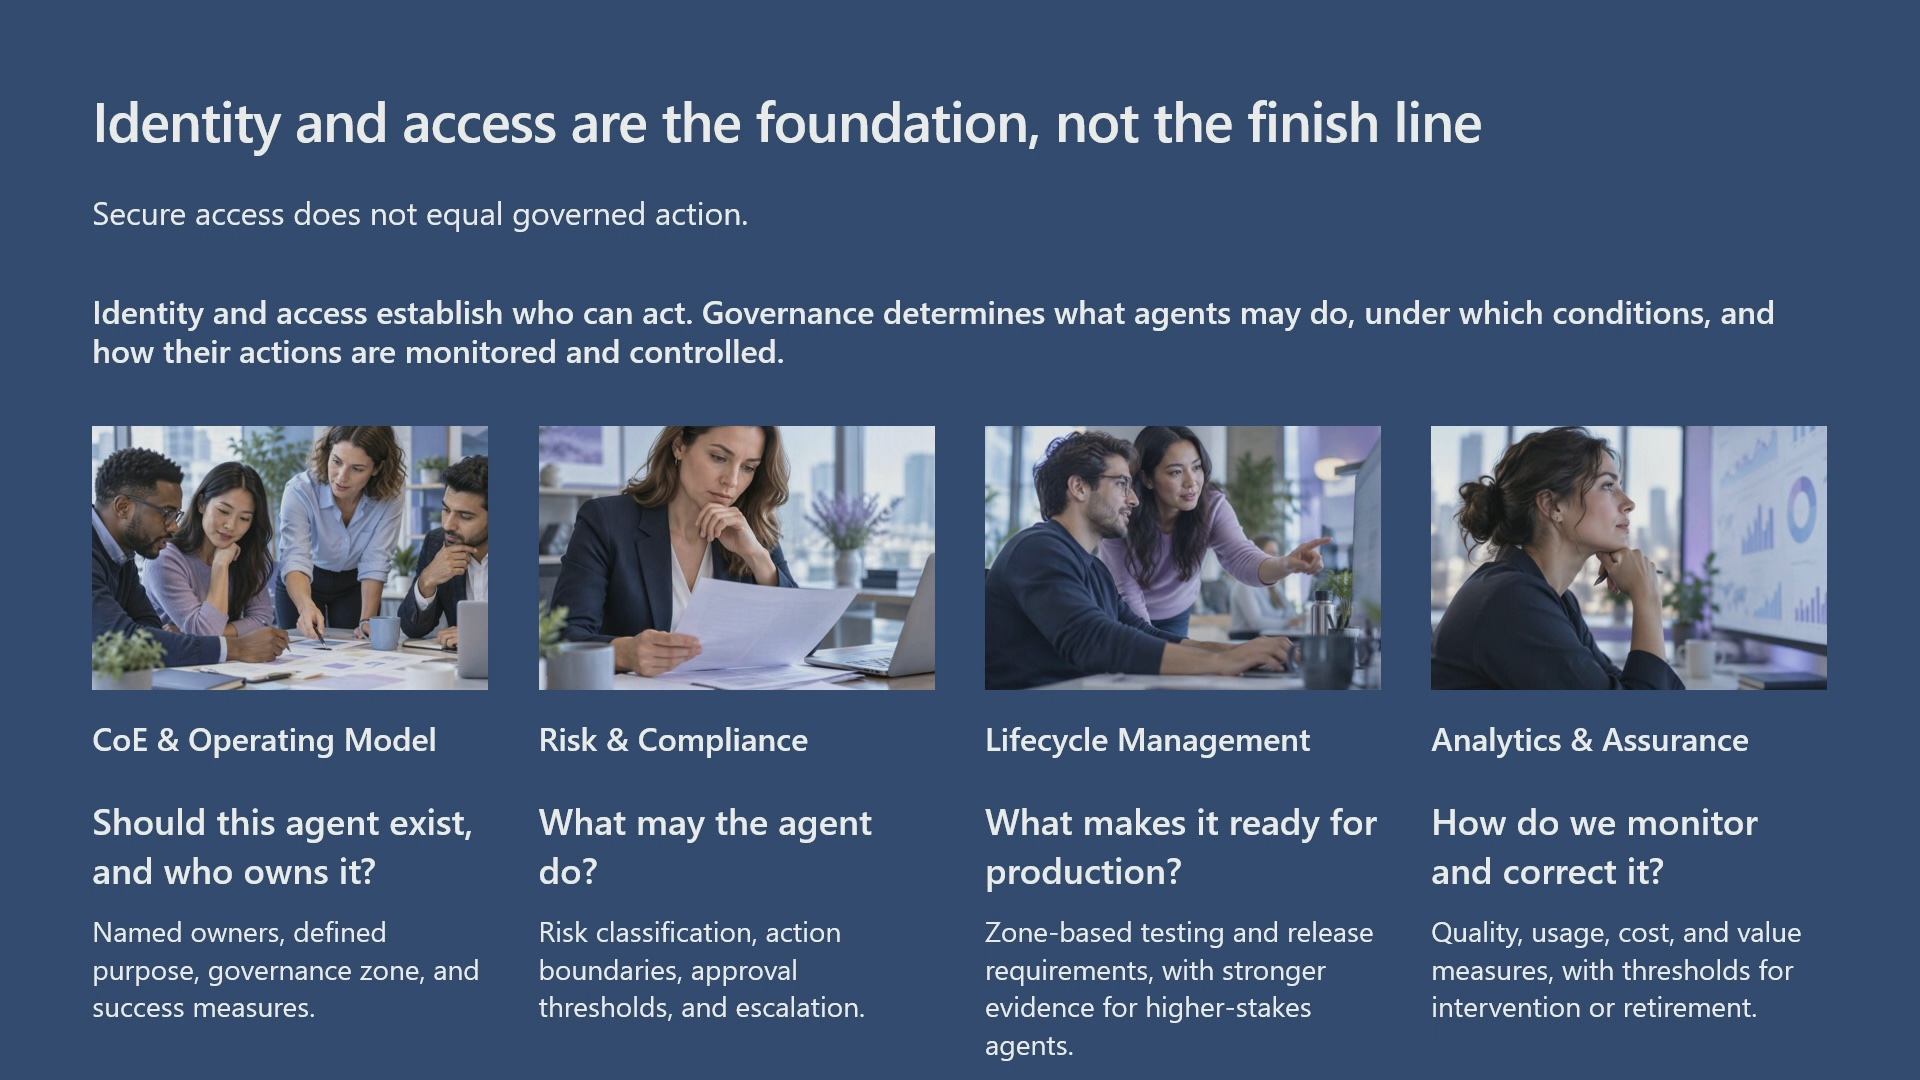 Identity and access are the foundation, not the finish line
Secure access does not equal governed action.
Identity and access establish who can act. Governance determines what agents may do, under which conditions, and
how their actions are monitored and controlled.
CoE & Operating Model
Should this agent exist,
and who owns it?
Named owners, defined
purpose, governance zone, and
success measures.
Risk & Compliance
What may the agent
do?
Risk classification, action
boundaries, approval
thresholds, and escalation.
Lifecycle Management
What makes it ready for
production?
Zone-based testing and release
requirements, with stronger
evidence for higher-stakes
agents.
Analytics & Assurance
How do we monitor
and correct it?
Quality, usage, cost, and value
measures, with thresholds for
intervention or retirement.